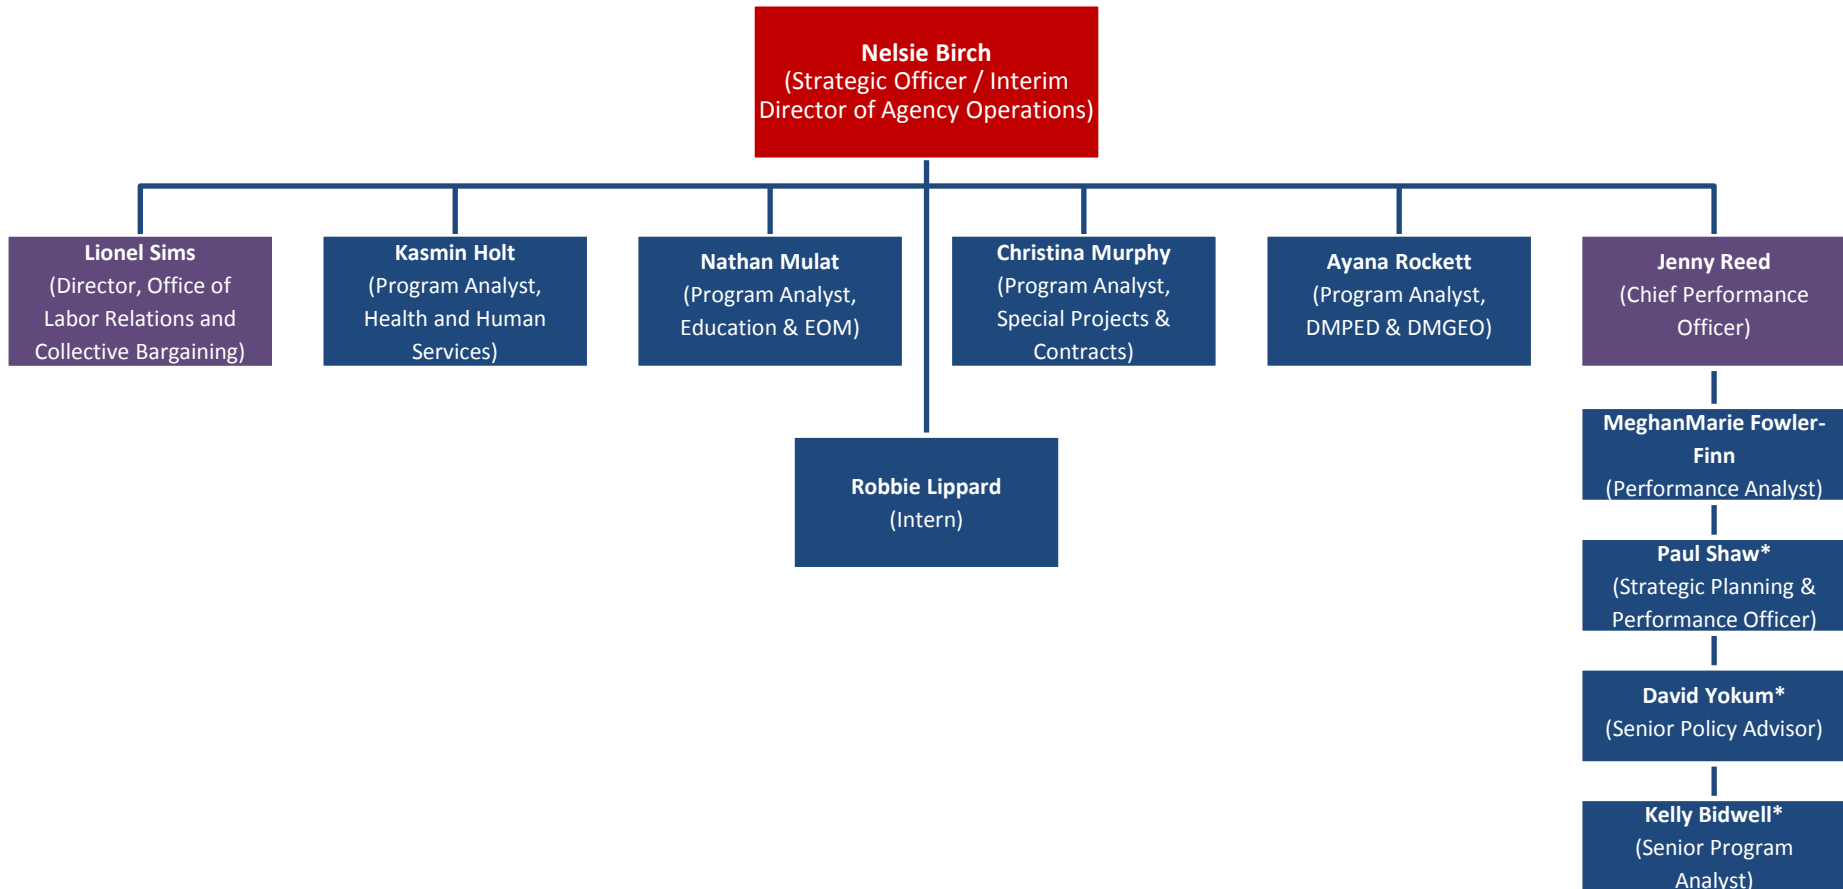 Nelsie Birch
(Strategic Officer / Interim
Director of Agency Operations)
Lionel Sims
(Director, Office of
Labor Relations and
Collective Bargaining)
Kasmin Holt
(Program Analyst,
Health and Human
Services)
Nathan Mulat
(Program Analyst,
Education & EOM)
Christina Murphy
(Program Analyst,
Special Projects &
Contracts)
Ayana Rockett
(Program Analyst,
DMPED & DMGEO)
Jenny Reed
(Chief Performance
Officer)
Robbie Lippard
(Intern)
MeghanMarie Fowler-
Finn
(Performance Analyst)
Paul Shaw*
(Strategic Planning &
Performance Officer)
David Yokum*
(Senior Policy Advisor)
Kelly Bidwell*
(Senior Program
Analyst)